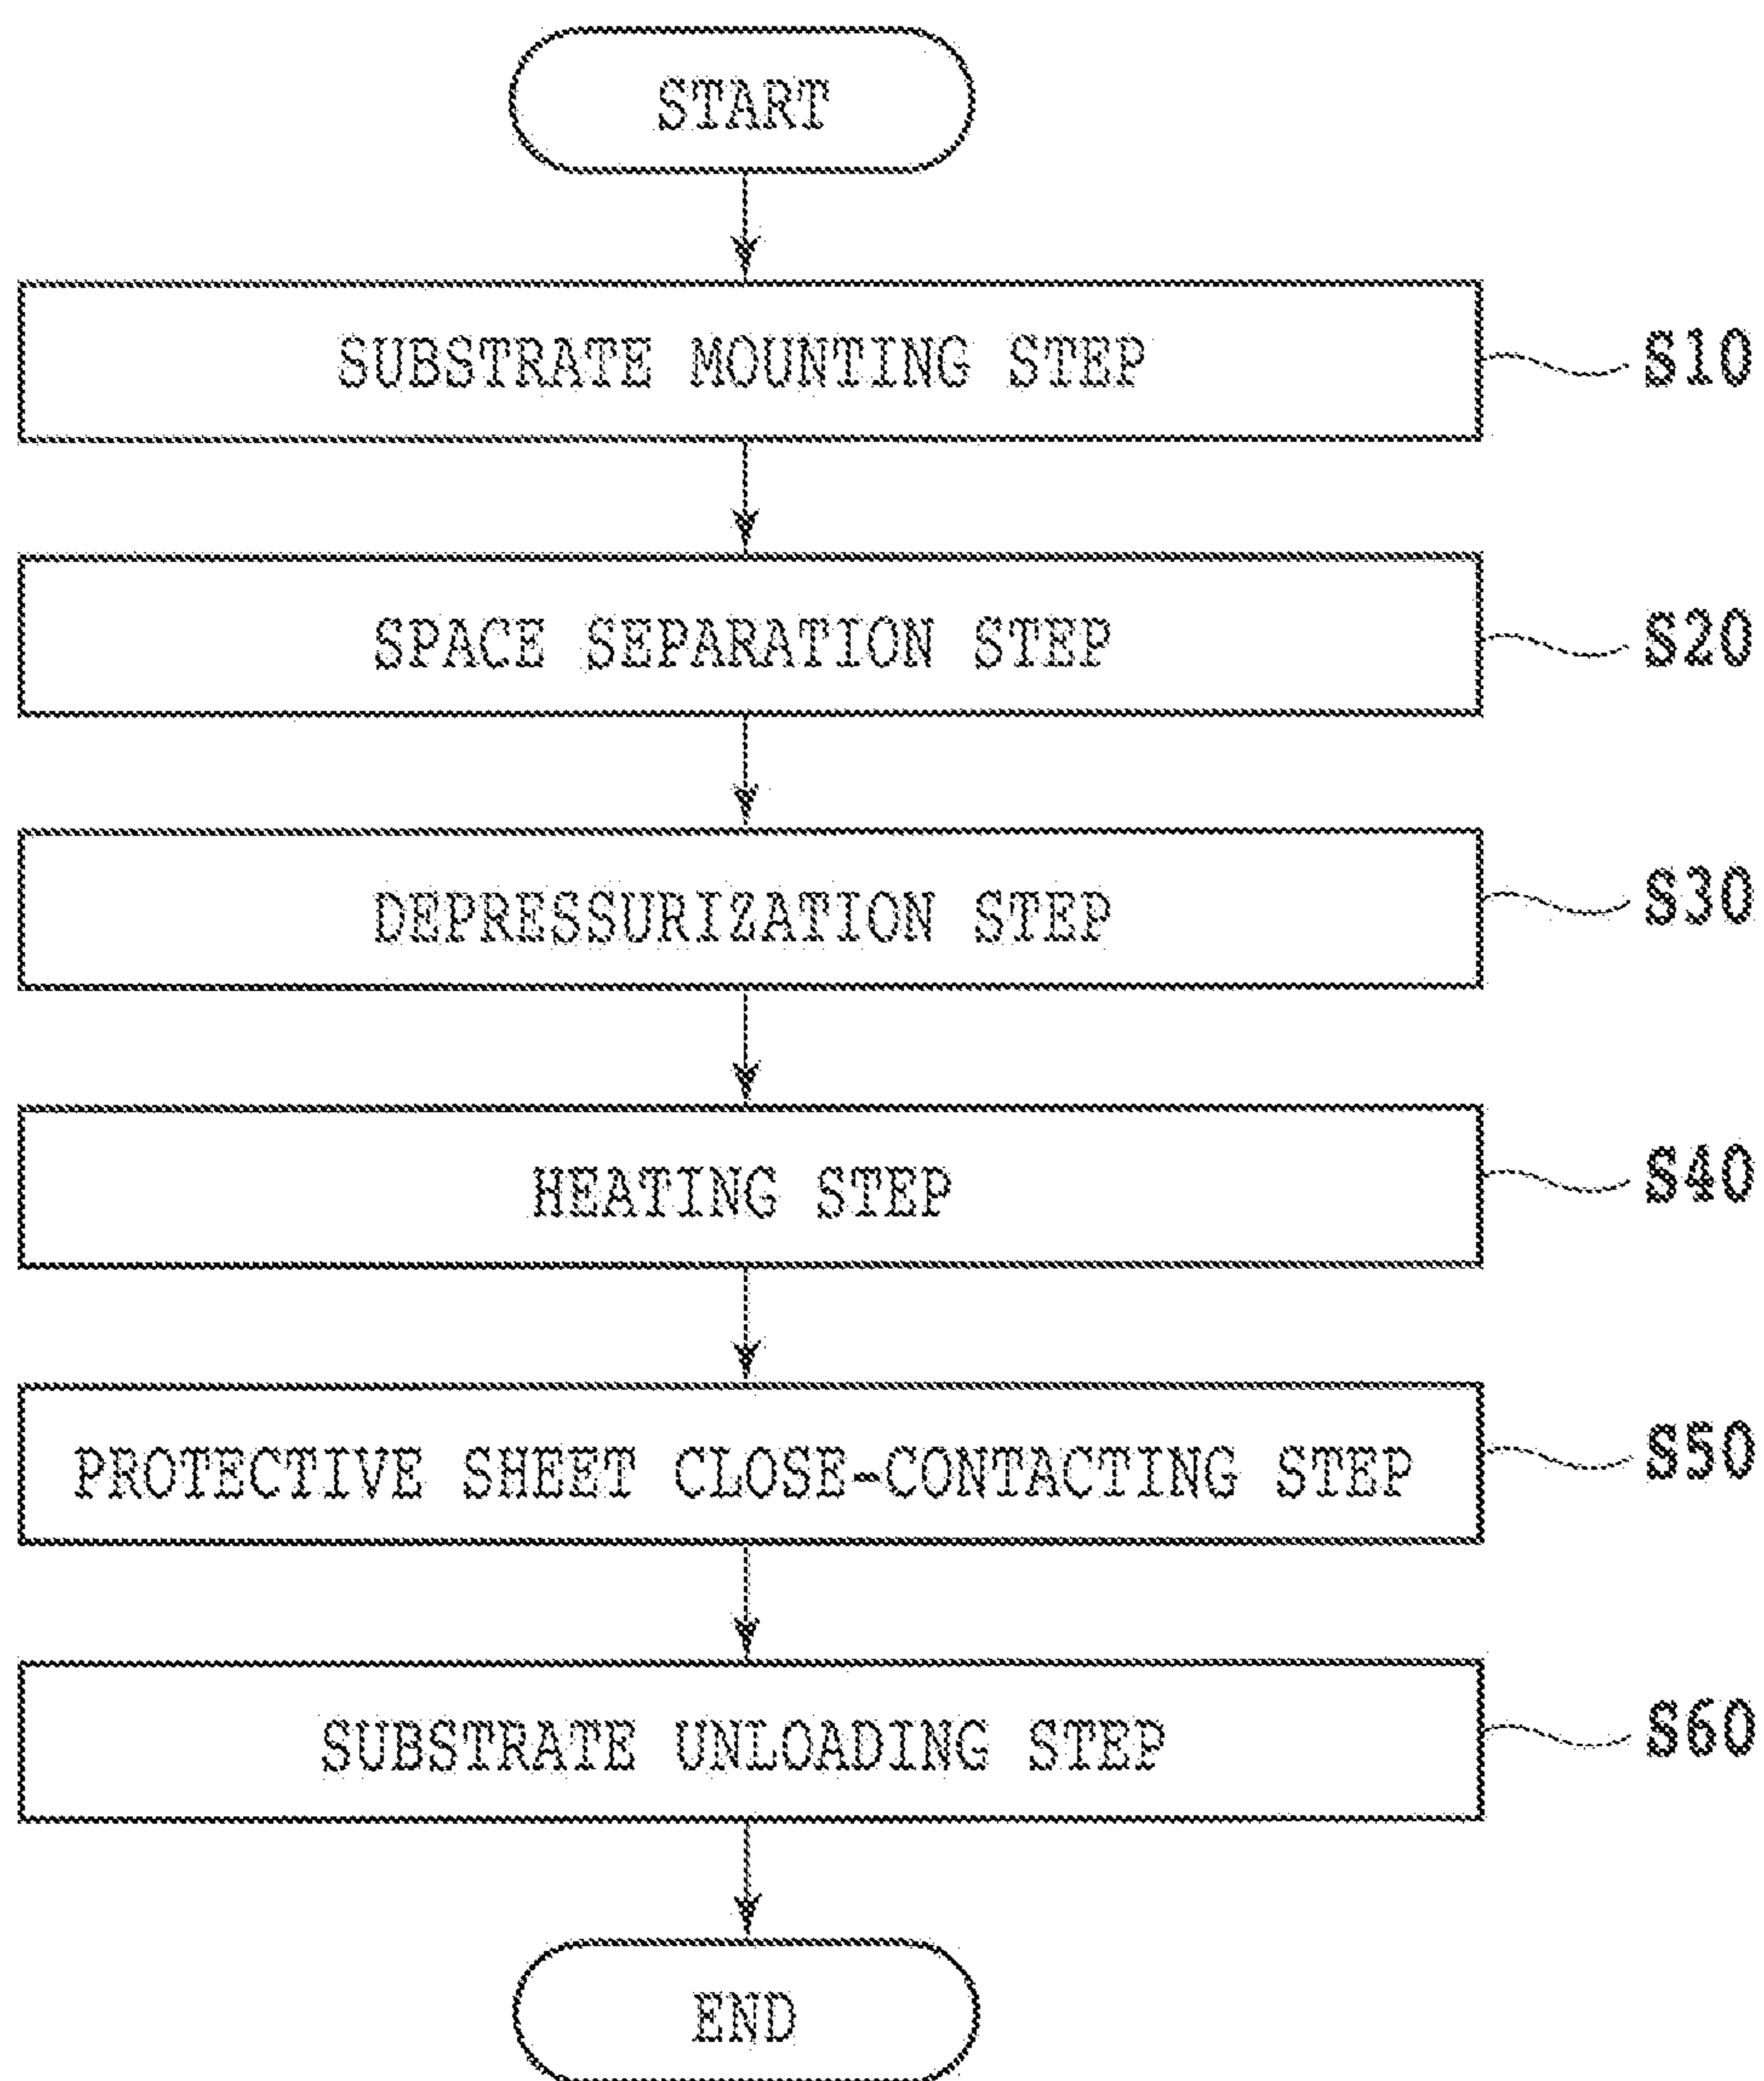 START
SUBSTRATE MOUNTING STEP S10
SPACE SEPARATION STEP S20
DEPRESSURIZATION STEP S30
HEATING STEP S40
PROTECTIVE SHEET CLOSE-CONTACTING STEP S50
SUBSTRATE UNLOADING STEP S60
END